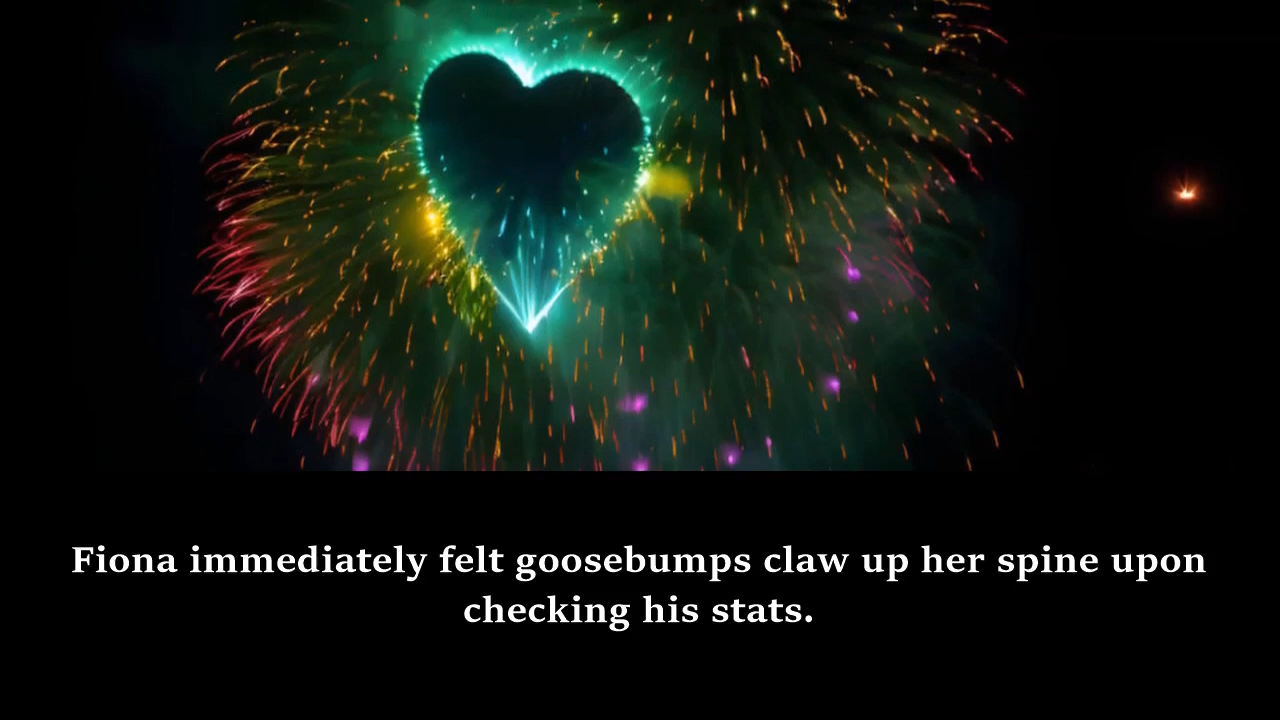 Fiona immediately felt goosebumps claw up her spine upon
checking his stats.